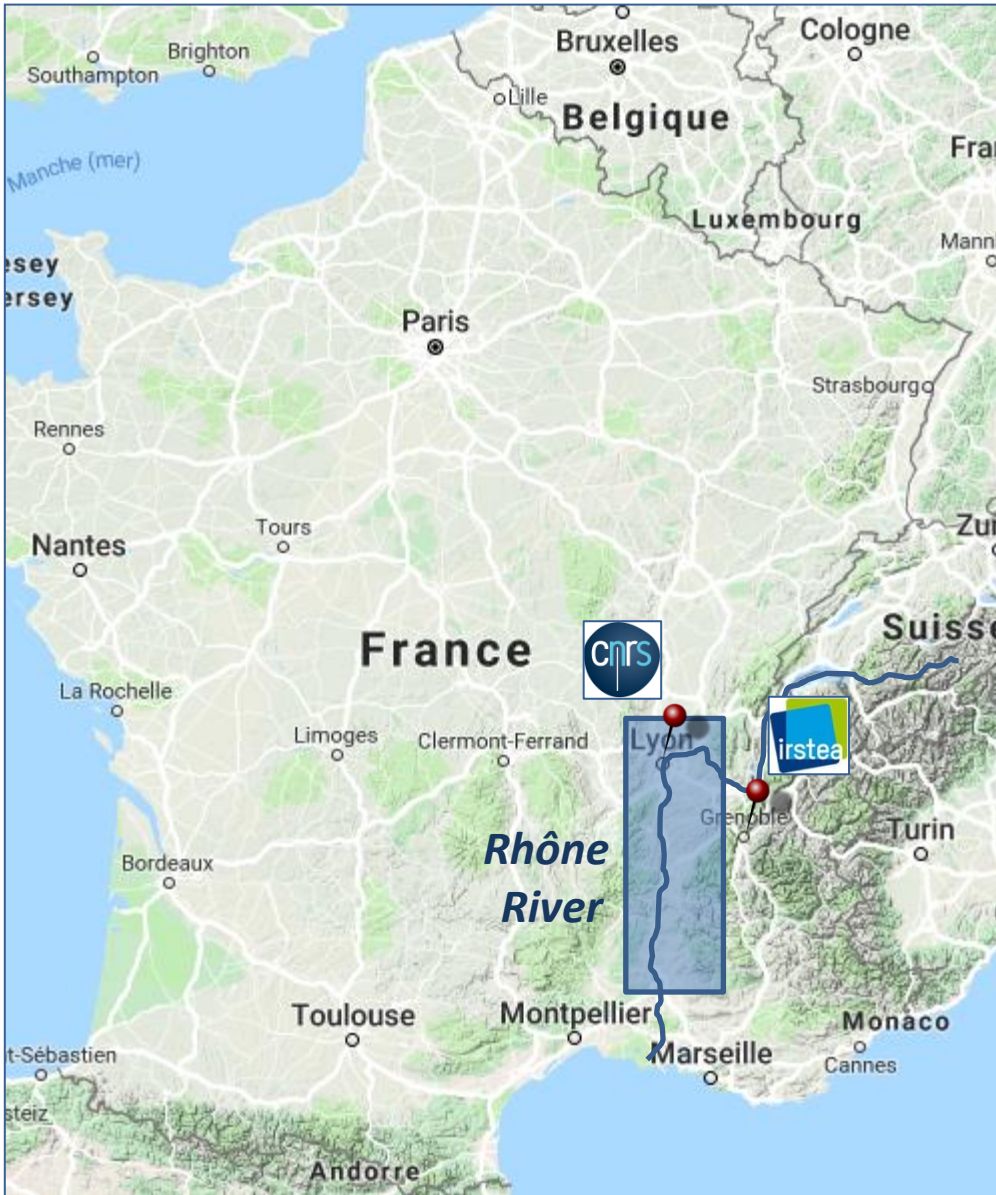 Bruxelles
Cologne
Southampton
Brighton
Lille
Belgique
Manche (mer)
Fran
Luxembourg
Mann
esey
ersey
Paris
Strasbourg
Rennes
Tours
Nantes
Zur
France
cnrs
Suisse
La Rochelle
irstea
Limoges
Clermont-Ferrand
Lyon
Grenoble
Turin
Rhône
River
Bordeaux
Toulouse
Montpellier
Monaco
t-Sébastien
Marseille
Cannes
steiz
Andorre